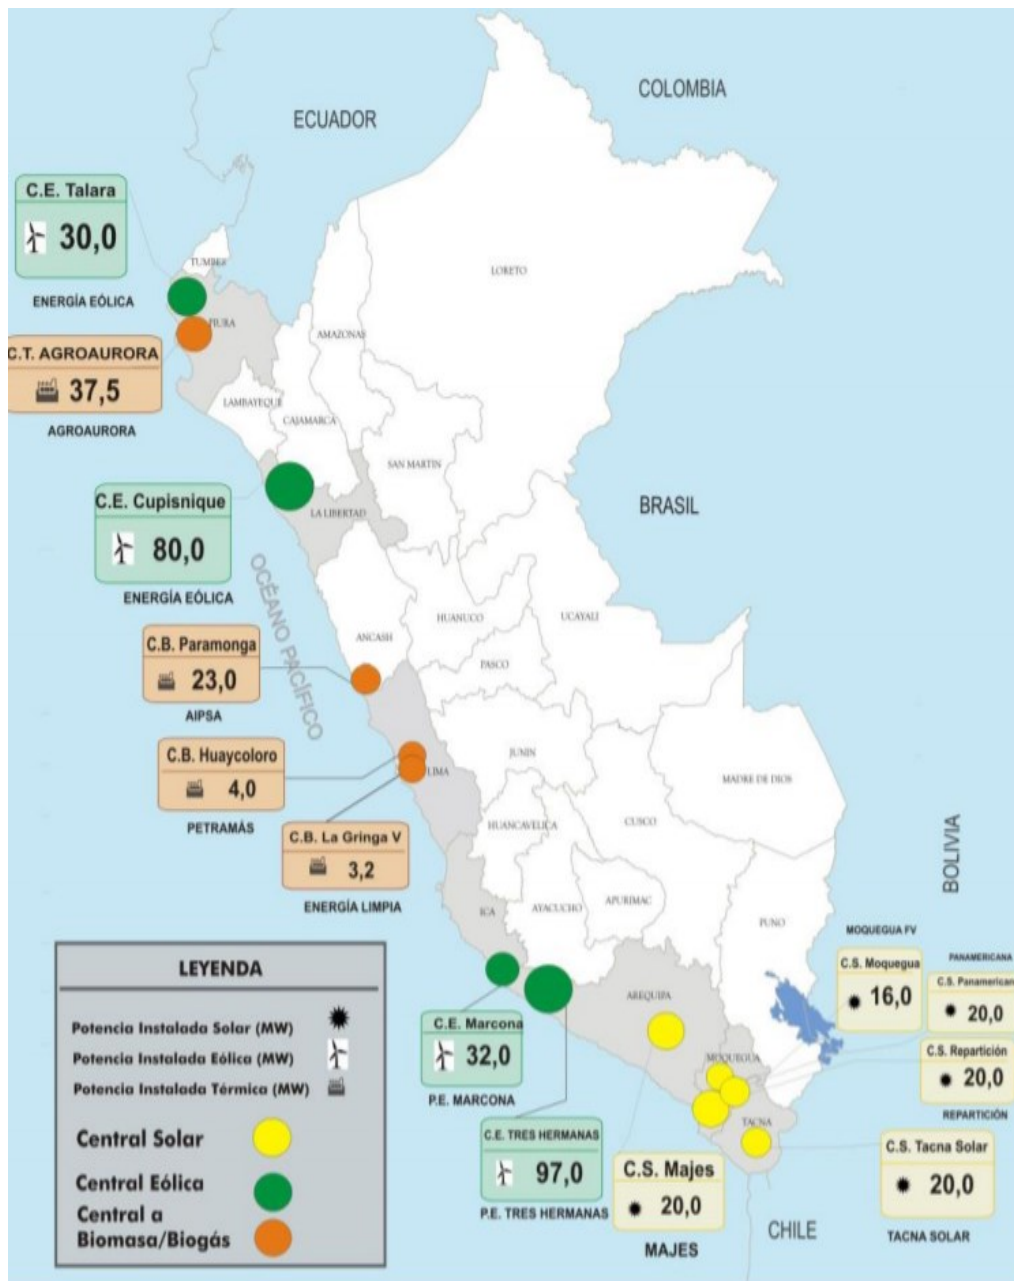 COLOMBIA
ECUADOR
C.E. Talara
30,0
ENERGÍA EÓLICA
TUMBES
LORETO
PIURA
AMAZONAS
C.T. AGROAURORA
37,5
AGROAURORA
LAMBAYEQUE
CAJAMARCA
SAN MARTIN
C.E. Cupisnique
80,0
ENERGÍA EÓLICA
LA LIBERTAD
BRASIL
OCÉANO PACÍFICO
HUANUCO
UCAYALI
ANCASH
PASCO
C.B. Paramonga
23,0
AIPSA
C.B. Huaycoloro
4,0
PETRAMÁS
JUNIN
LIMA
MADRE DE DIOS
C.B. La Gringa V
3,2
ENERGÍA LIMPIA
HUANCAVELICA
CUSCO
BOLIVIA
ICA
AYACUCHO
APURIMAC
PUNO
MOQUEGUA FV
C.S. Moquegua
16,0
PANAMERICANA
C.S. Panamerican
20,0
C.S. Repartición
20,0
REPARTICIÓN
AREQUIPA
MOQUEGUA
TACNA
C.E. Marcona
32,0
P.E. MARCONA
C.E. TRES HERMANAS
97,0
P.E. TRES HERMANAS
C.S. Majes
20,0
MAJES
C.S. Tacna Solar
20,0
TACNA SOLAR
CHILE
LEYENDA
Potencia Instalada Solar (MW)
Potencia Instalada Eólica (MW)
Potencia Instalada Térmica (MW)
Central Solar
Central Eólica
Central a
Biomasa/Biogás